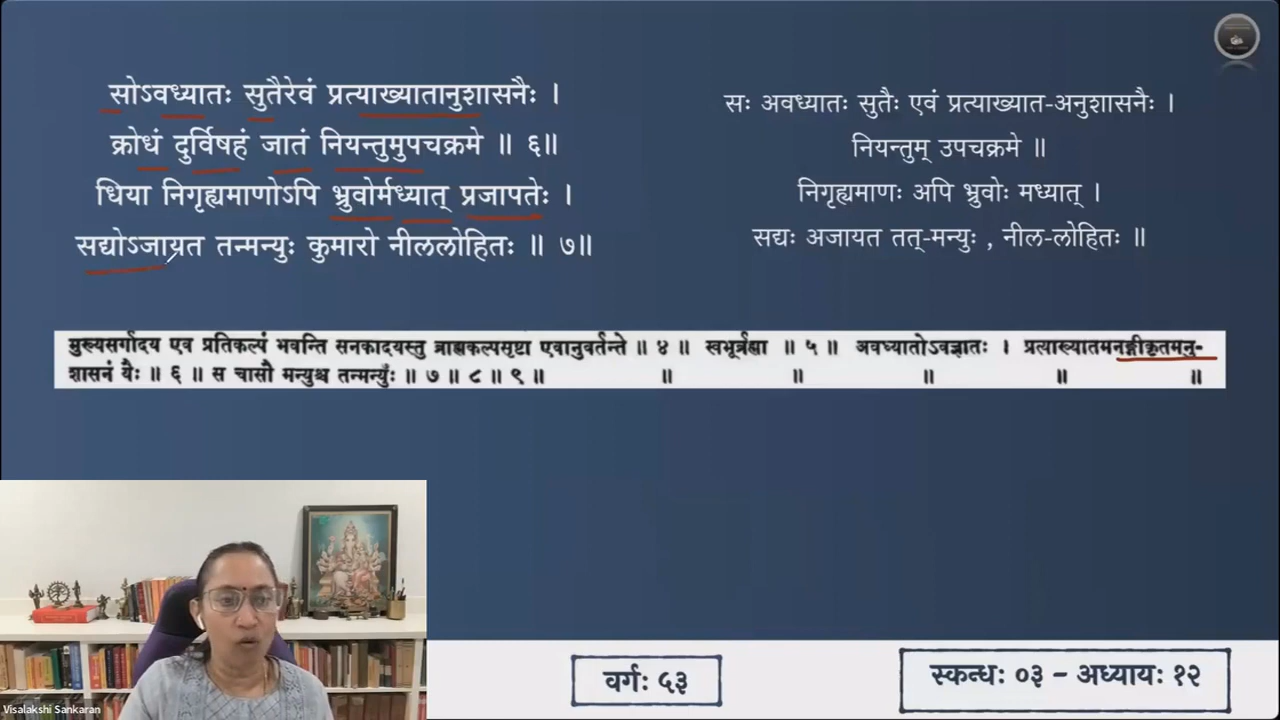 सोऽवध्यातः सुतैरेवं प्रत्याख्यातानुशासनैः ।
क्रोधं दुर्विषहं जातं नियन्तुमुपचक्रमे ॥ ६॥
धिया निगृह्यमाणोऽपि भ्रुवोर्मध्यात् प्रजापतेः ।
सद्योऽजायत तन्मन्युः कुमारो नीललोहितः ॥ ७॥
सः अवध्यातः सुतैः एवं प्रत्याख्यात-अनुशासनैः ।
नियन्तुम् उपचक्रमे ॥
निगृह्यमाणः अपि भ्रुवोः मध्यात् ।
सद्यः अजायत तत्-मन्युः , नील-लोहितः ॥
मुख्यसर्गादय एव प्रतिकल्पं भवन्ति सनकादयस्तु ब्राह्मकल्पसृष्टा एवानुवर्तन्ते ॥ ४ ॥ स्वभूर्ब्रह्मा ॥ ५ ॥ अवध्यातोऽवज्ञातः । प्रत्याख्यातमनङ्गीकृतमनु-
शासनं यैः ॥ ६ ॥ स चासौ मन्युश्च तन्मन्युः ॥ ७ ॥ ८ ॥ ९ ॥ ॥ ॥ ॥ ॥ ॥
Visalakshi Sankaran
वर्गः ५३
स्कन्धः ०३ - अध्यायः १२